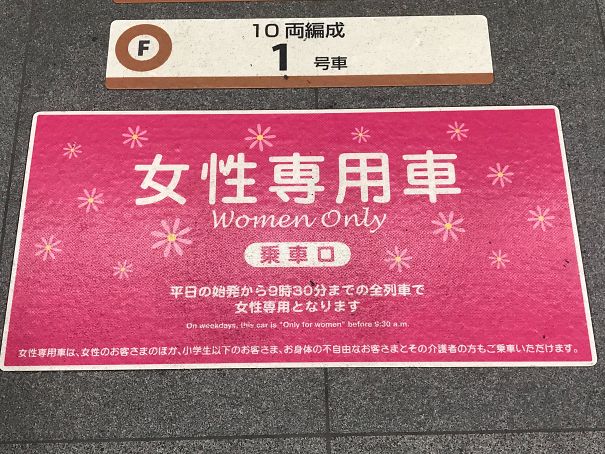 F
10両編成
1号車
女性専用車
Women Only
乗車口
平日の始発から9時30分までの全列車で
女性専用となります
On weekdays, this car is "Only for women" before 9:30 a.m.
女性専用車は、女性のお客さまのほか、小学生以下のお客さま、お身体の不自由なお客さまとその介護者の方もご乗車いただけます。